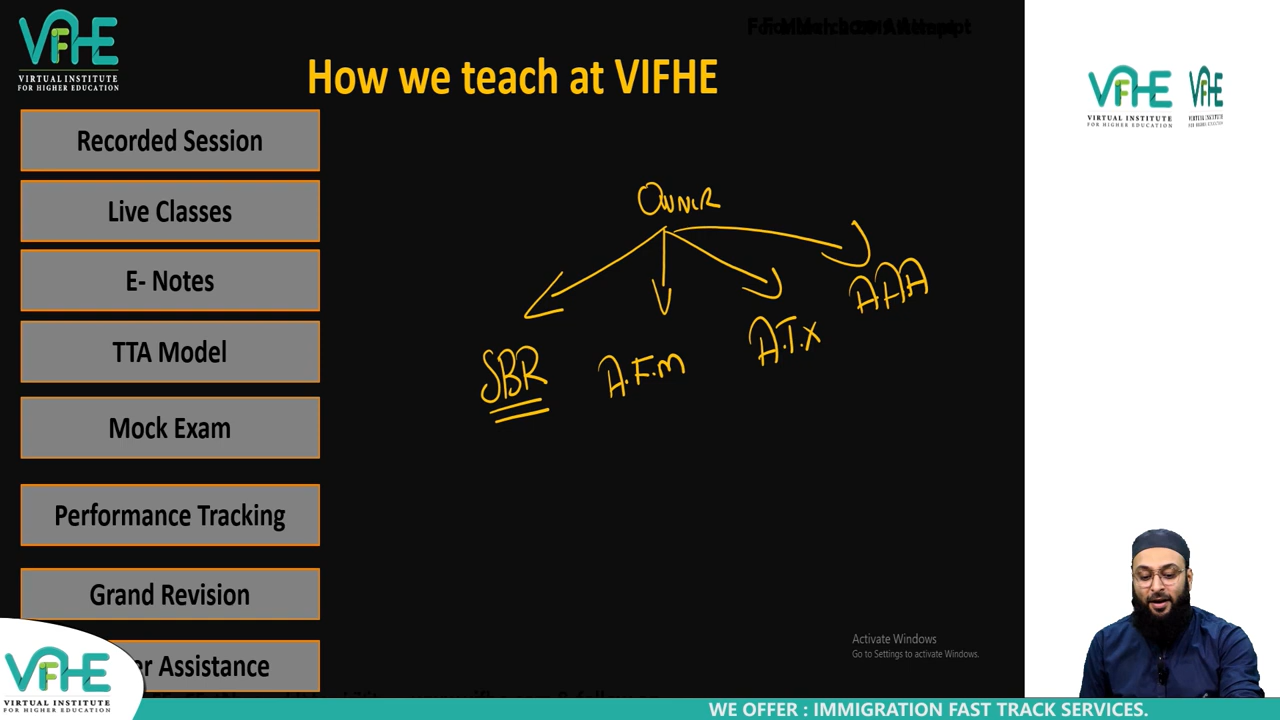 VIFHE
VIRTUAL INSTITUTE
FOR HIGHER EDUCATION
How we teach at VIFHE
VIFHE
VIRTUAL INSTITUTE
FOR HIGHER EDUCATION
VIFHE
VIRTUAL INSTITUTE
Recorded Session
Live Classes
E- Notes
TTA Model
Mock Exam
Performance Tracking
Grand Revision
Assistance
OWNER
SBR
A.F.M
A.T.X
AAA
Activate Windows
Go to Settings to activate Windows.
VIFHE
VIRTUAL INSTITUTE
FOR HIGHER EDUCATION
WE OFFER : IMMIGRATION FAST TRACK SERVICES.